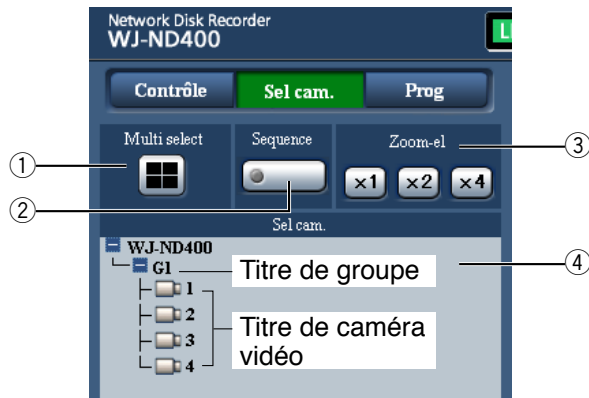 Network Disk Recorder
WJ-ND400
Contrôle Sel cam. Prog
Multi select Sequence Zoom-el
① ③
②
×1 ×2 ×4
Sel cam.
WJ-ND400
G1 Titre de groupe ④
1
2
3
4
Titre de caméra
vidéo